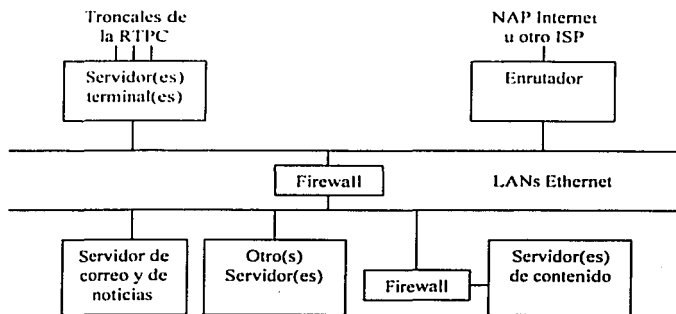 Troncales de
la RTPC
NAP Internet
u otro ISP
Servidor(es)
terminal(es)
Enrutador
Firewall
LANs Ethernet
Servidor de
correo y de
noticias
Otro(s)
Servidor(es)
Firewall
Servidor(es)
de contenido